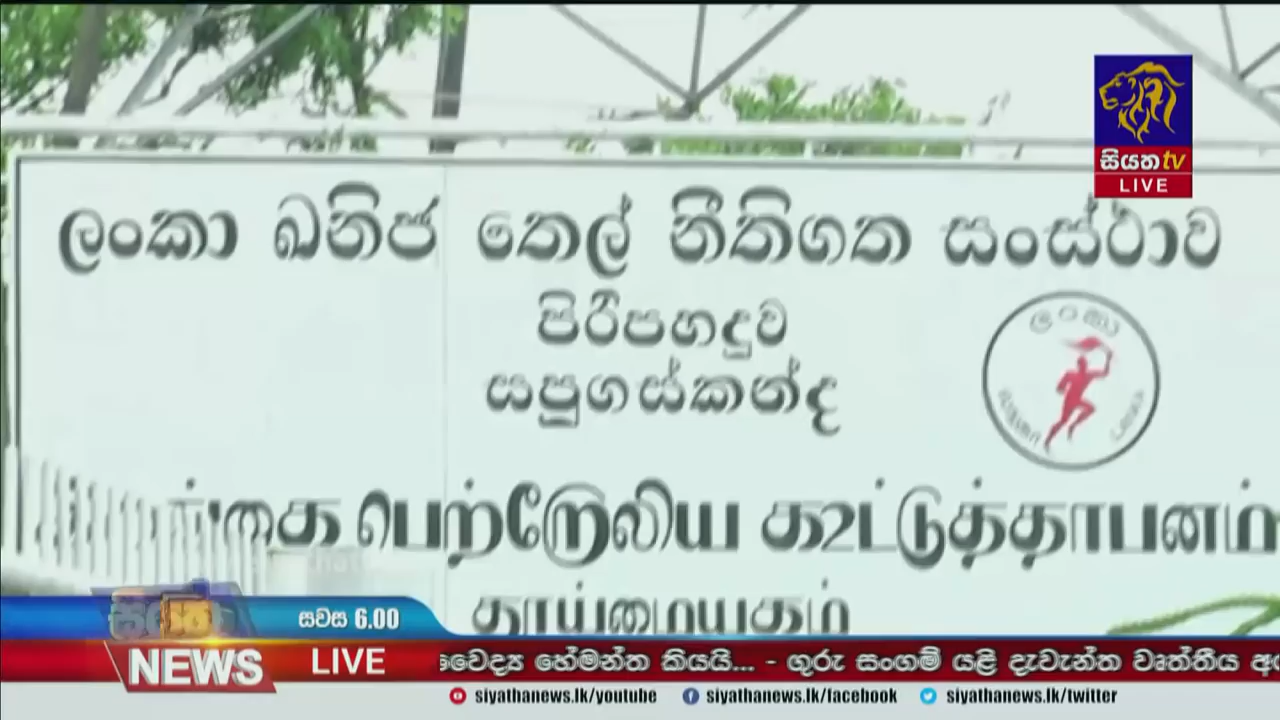 සියත tv
LIVE
ලංකා ඛනිජ තෙල් නීතිගත සංස්ථාව
පිරිපහදුව
සපුගස්කන්ද
ලංකා
பெற்றோலிய கூட்டுத்தாபனம்
சுத்திகரிப்பு
සවස 6.00
NEWS
LIVE
වෛද්‍ය හේමන්ත කියයි... - ගුරු සංගම් යළි දැවැන්ත වෘත්තීය
siyathanews.lk/youtube
siyathanews.lk/facebook
siyathanews.lk/twitter